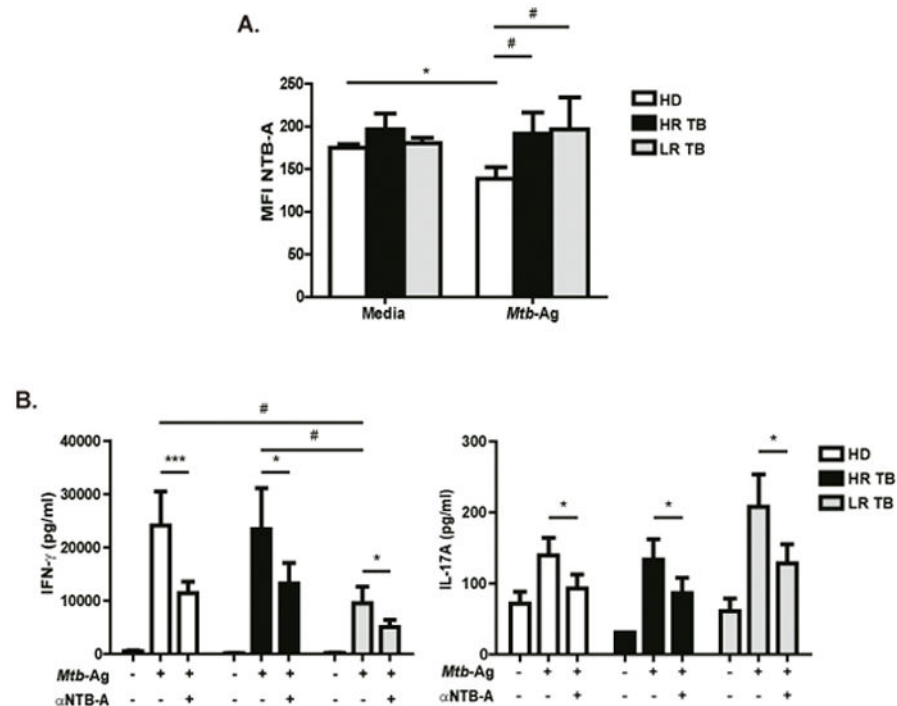 A.
#
#
*
250
200
150
100
50
0
MFI NTB-A
Media
Mtb-Ag
HD
HR TB
LR TB
B.
#
#
***
*
*
40000
30000
20000
10000
0
IFN-γ (pg/ml)
Mtb-Ag - + + - + + - + +
αNTB-A - - + - - + - - +
*
*
*
300
200
100
0
IL-17A (pg/ml)
Mtb-Ag - + + - + + - + +
αNTB-A - - + - - + - - +
HD
HR TB
LR TB